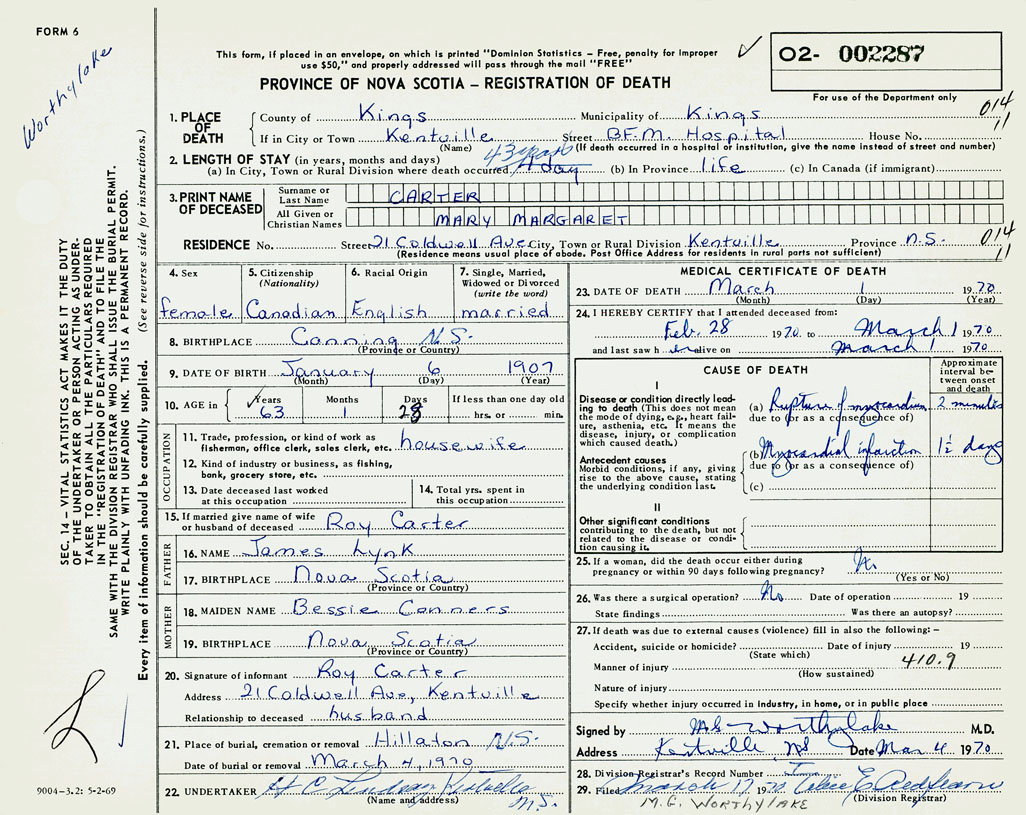 FORM 6
Worthylake
This form, if placed in an envelope, on which is printed "Dominion Statistics – Free, penalty for improper
use $50," and properly addressed will pass through the mail "FREE"
PROVINCE OF NOVA SCOTIA – REGISTRATION OF DEATH
02- 002287
For use of the Department only
014
11
1. PLACE OF DEATH
County of Kings Municipality of Kings
If in City or Town Kentville Street B.F.M. Hospital House No.
(Name) (If death occurred in a hospital or institution, give the name instead of street and number)
2. LENGTH OF STAY (in years, months and days) 43 years
(a) In City, Town or Rural Division where death occurred. 1 day (b) In Province life (c) In Canada (if immigrant)
3. PRINT NAME OF DECEASED
Surname or Last Name CARTER
All Given or Christian Names MARY MARGARET
RESIDENCE No. Street 21 Coldwell Ave City, Town or Rural Division Kentville Province N.S. 014
(Residence means usual place of abode. Post Office Address for residents in rural parts not sufficient) 11
SEC. 14 – VITAL STATISTICS ACT MAKES IT THE DUTY
OF THE UNDERTAKER OR PERSON ACTING AS UNDER-
TAKER TO OBTAIN ALL THE PARTICULARS REQUIRED
IN THE "REGISTRATION OF DEATH" AND TO FILE THE
SAME WITH THE DIVISION REGISTRAR WHO SHALL ISSUE THE BURIAL PERMIT.
WRITE PLAINLY WITH UNFADING INK. THIS IS A PERMANENT RECORD.
Every item of information should be carefully supplied. (See reverse side for instructions.)
4. Sex
female
5. Citizenship
(Nationality)
Canadian
6. Racial Origin
English
7. Single, Married,
Widowed or Divorced
(write the word)
married
8. BIRTHPLACE Canning N.S.
(Province or Country)
9. DATE OF BIRTH January 6 1907
(Month) (Day) (Year)
10. AGE in Years 63 Months 1 Days 28 If less than one day old
hrs. or min.
OCCUPATION
11. Trade, profession, or kind of work as
fisherman, office clerk, sales clerk, etc. housewife
12. Kind of industry or business, as fishing,
bank, grocery store, etc.
13. Date deceased last worked
at this occupation
14. Total yrs. spent in
this occupation
15. If married give name of wife
or husband of deceased Roy Carter
FATHER
16. NAME James Lynk
17. BIRTHPLACE Nova Scotia
(Province or Country)
MOTHER
18. MAIDEN NAME Bessie Conners
19. BIRTHPLACE Nova Scotia
(Province or Country)
20. Signature of informant Roy Carter
Address 21 Coldwell Ave, Kentville
Relationship to deceased husband
21. Place of burial, cremation or removal Hillaton N.S.
Date of burial or removal March 4, 1970
22. UNDERTAKER H C Lindsay Kentville
(Name and address) N.S.
9004-3.2: 5-2-69
MEDICAL CERTIFICATE OF DEATH
23. DATE OF DEATH March 1 1970
(Month) (Day) (Year)
24. I HEREBY CERTIFY that I attended deceased from:
Feb. 28 1970 to March 1 1970
and last saw h er alive on March 1 1970
CAUSE OF DEATH
Approximate
interval be-
tween onset
and death
I
Disease or condition directly lead-
ing to death (This does not mean
the mode of dying, e.g., heart fail-
ure, asthenia, etc. It means the
disease, injury, or complication
which caused death.)
(a) Rupture of myocardium 2 minutes
due to (or as a consequence of)
Antecedent causes
Morbid conditions, if any, giving
rise to the above cause, stating
the underlying condition last.
(b) Myocardial infarction 1½ days
due to (or as a consequence of)
(c)
II
Other significant conditions
contributing to the death, but not
related to the disease or condi-
tion causing it.
25. If a woman, did the death occur either during
pregnancy or within 90 days following pregnancy? No
(Yes or No)
26. Was there a surgical operation? No Date of operation 19
State findings Was there an autopsy?
27. If death was due to external causes (violence) fill in also the following: –
Accident, suicide or homicide? Date of injury 19
(State which)
Manner of injury 410.9
(How sustained)
Nature of injury
Specify whether injury occurred in industry, in home, or in public place
Signed by MG Worthylake M.D.
Address Kentville NS Date Mar 4 1970
28. Division Registrar's Record Number
29. Filed March 17 1970
(Division Registrar)
M.G. WORTHYLAKE